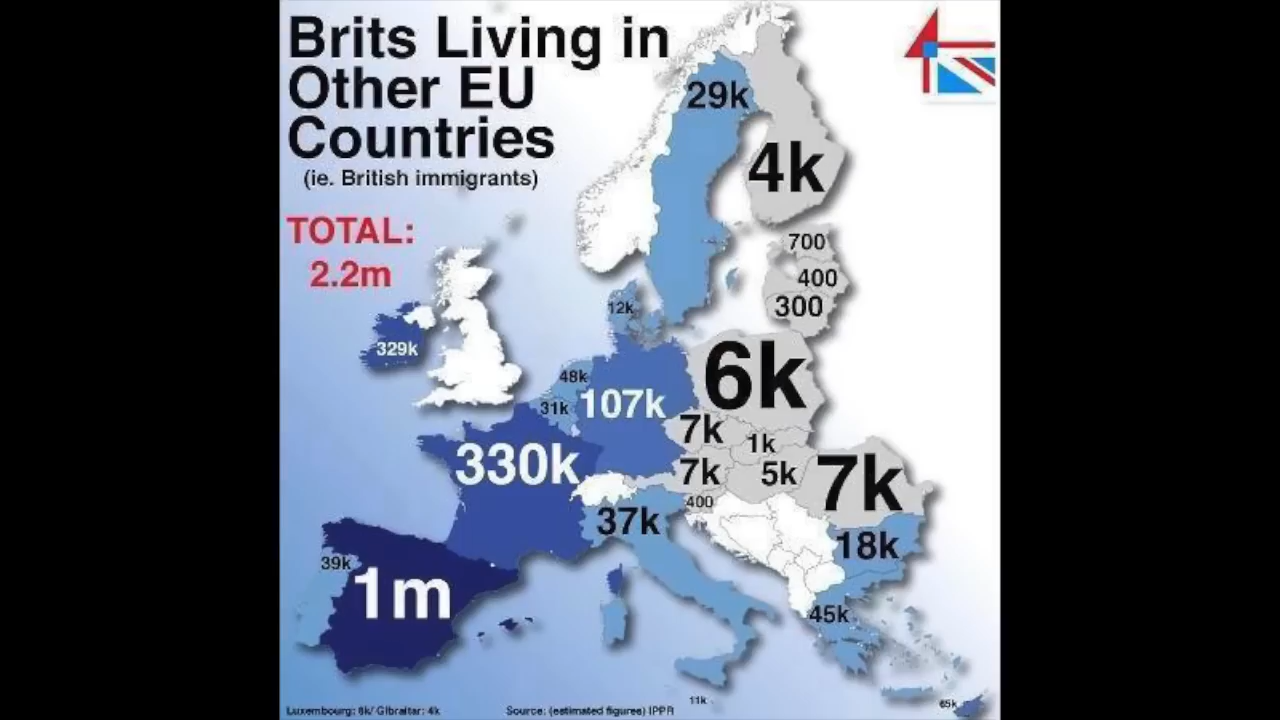 Brits Living in
Other EU
Countries
(ie. British immigrants)
TOTAL:
2.2m
29k
4k
700
400
300
12k
329k
48k
31k
107k
6k
7k
1k
330k
7k
5k
7k
400
37k
18k
39k
1m
45k
11k
65k
Luxembourg: 6k/ Gibraltar: 4k
Source: (estimated figures) IPPR